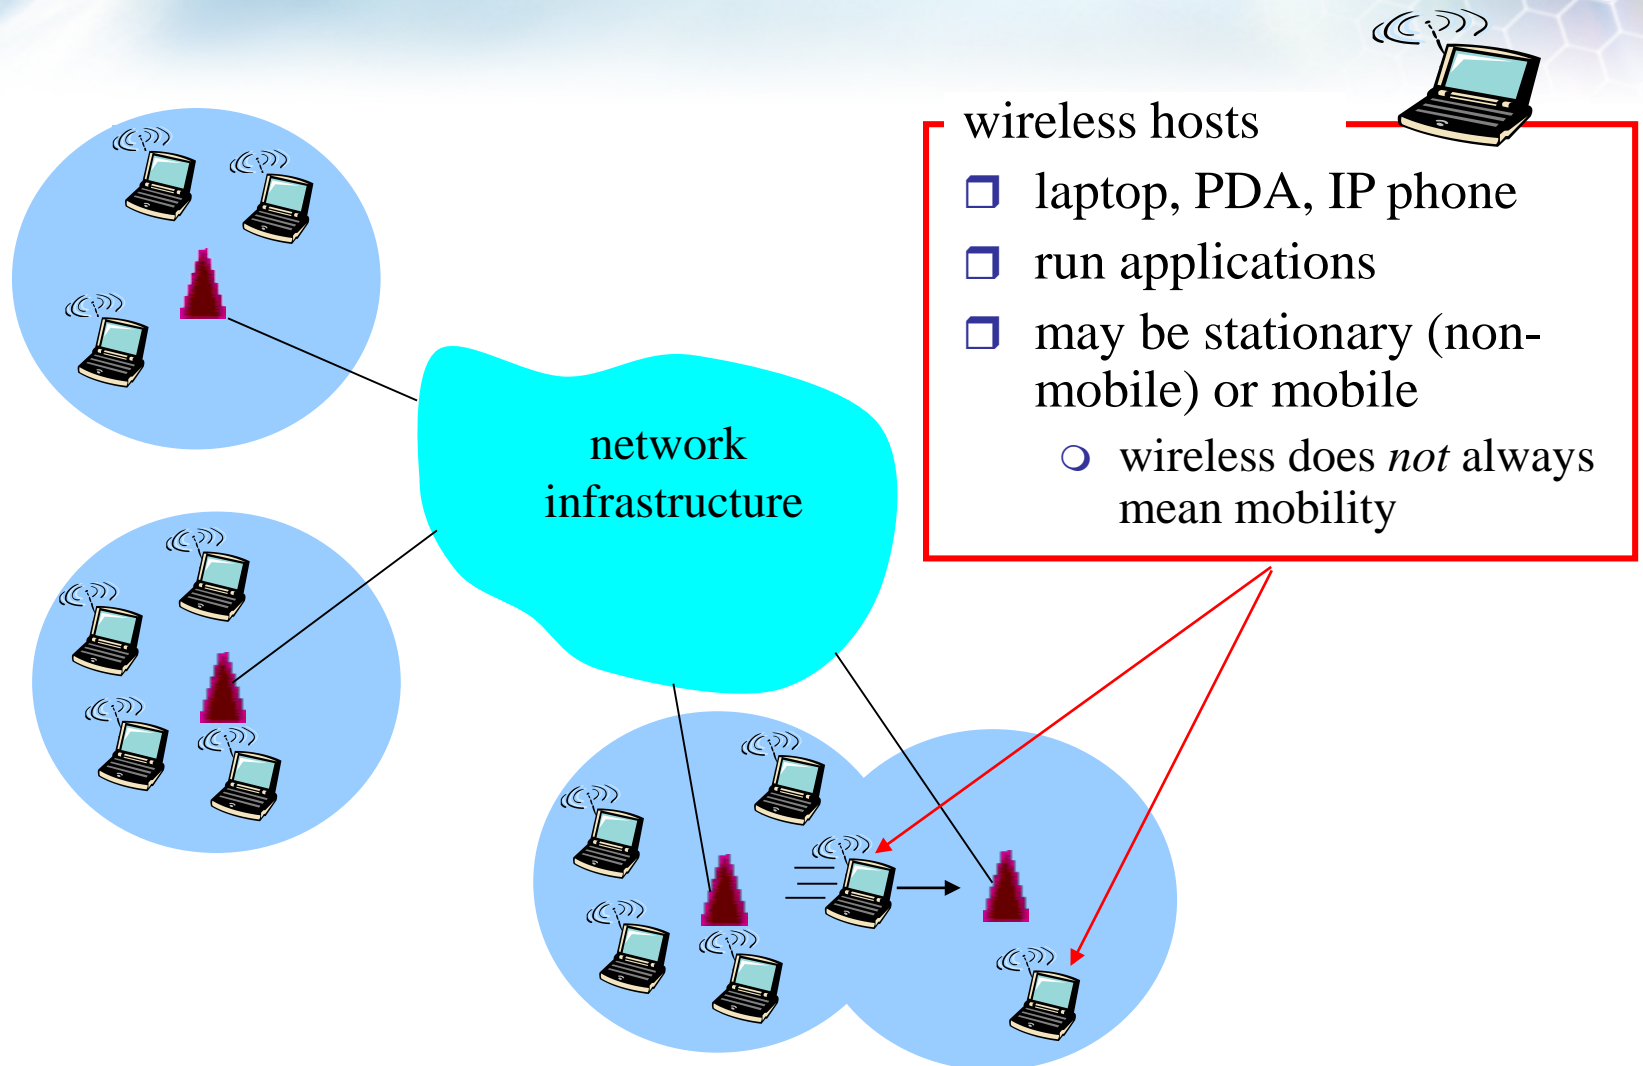 wireless hosts
laptop, PDA, IP phone
run applications
may be stationary (non-
mobile) or mobile
wireless does not always
mean mobility
network
infrastructure